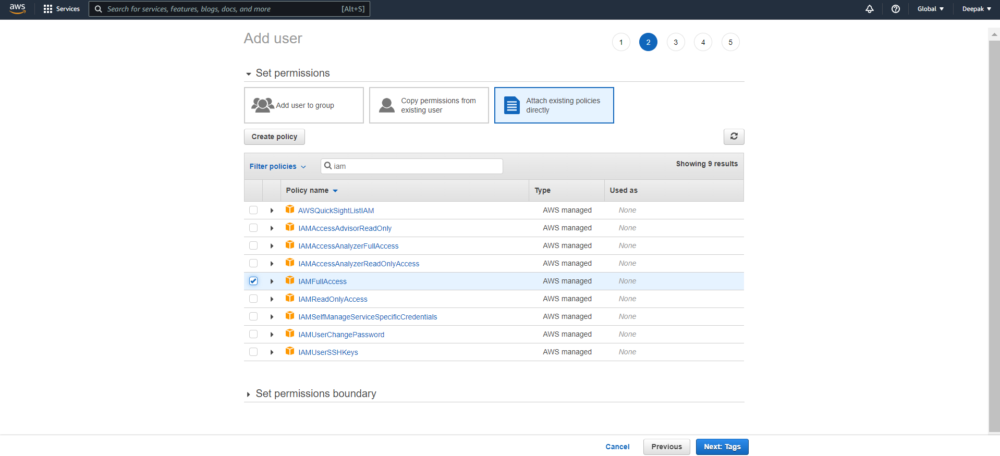 aws Services Search for services, features, blogs, docs, and more [Alt+S] Global Deepak
Add user 1 2 3 4 5
Set permissions
Add user to group
Copy permissions from
existing user
Attach existing policies
directly
Create policy
Filter policies iam Showing 9 results
Policy name Type Used as
AWSQuickSightListIAM AWS managed None
IAMAccessAdvisorReadOnly AWS managed None
IAMAccessAnalyzerFullAccess AWS managed None
IAMAccessAnalyzerReadOnlyAccess AWS managed None
IAMFullAccess AWS managed None
IAMReadOnlyAccess AWS managed None
IAMSelfManageServiceSpecificCredentials AWS managed None
IAMUserChangePassword AWS managed None
IAMUserSSHKeys AWS managed None
Set permissions boundary
Cancel Previous Next: Tags